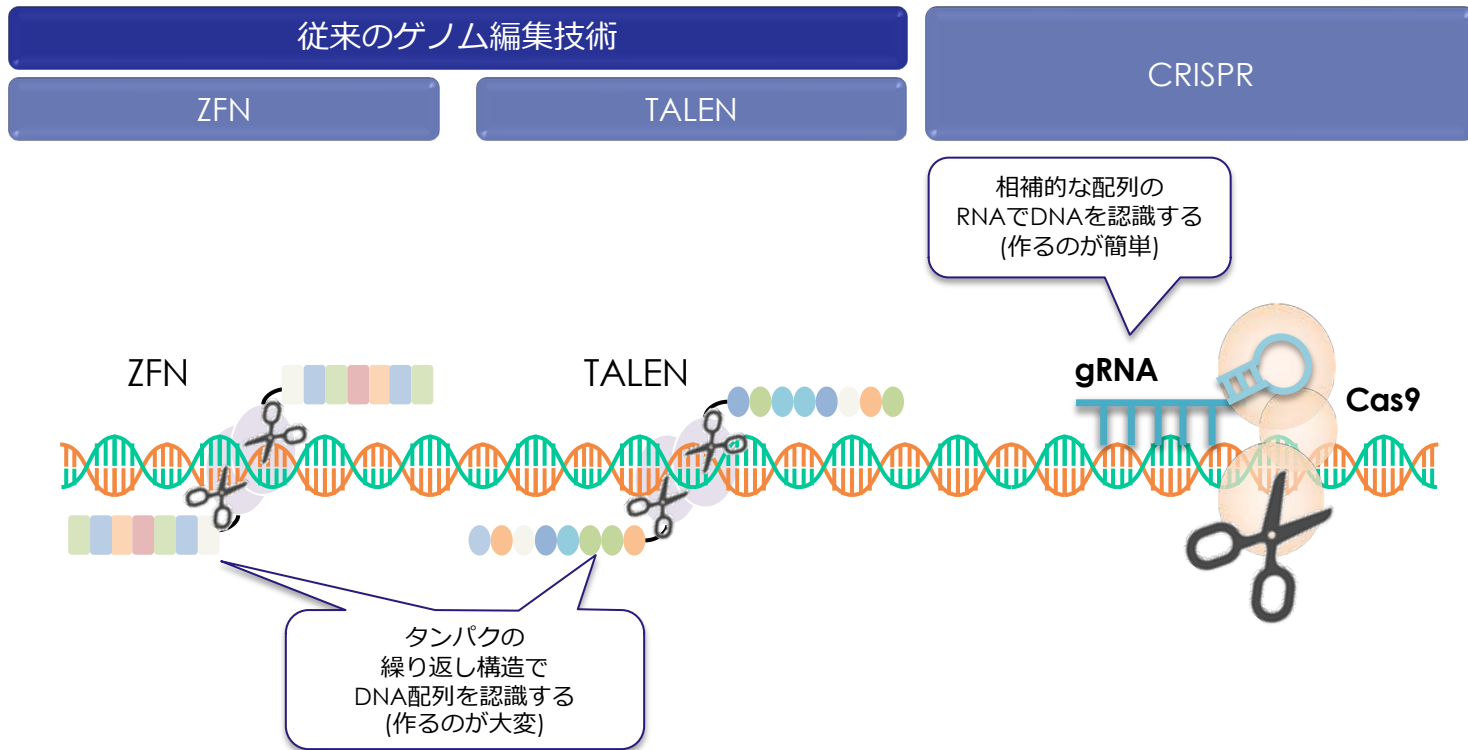 従来のゲノム編集技術
ZFN
TALEN
CRISPR
相補的な配列の
RNAでDNAを認識する
(作るのが簡単)
ZFN
TALEN
gRNA
Cas9
タンパクの
繰り返し構造で
DNA配列を認識する
(作るのが大変)